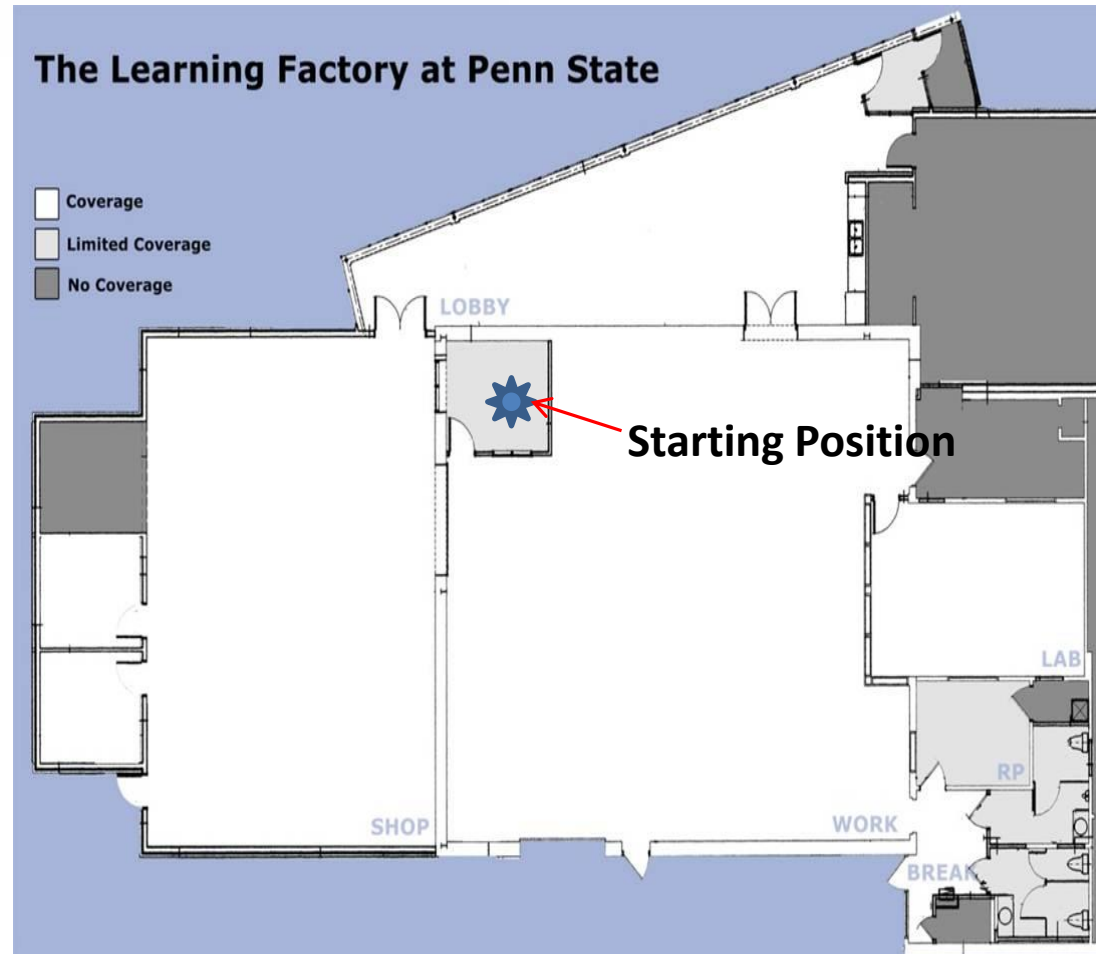 The Learning Factory at Penn State
Coverage
Limited Coverage
No Coverage
LOBBY
Starting Position
LAB
RP
SHOP
WORK
BREAK